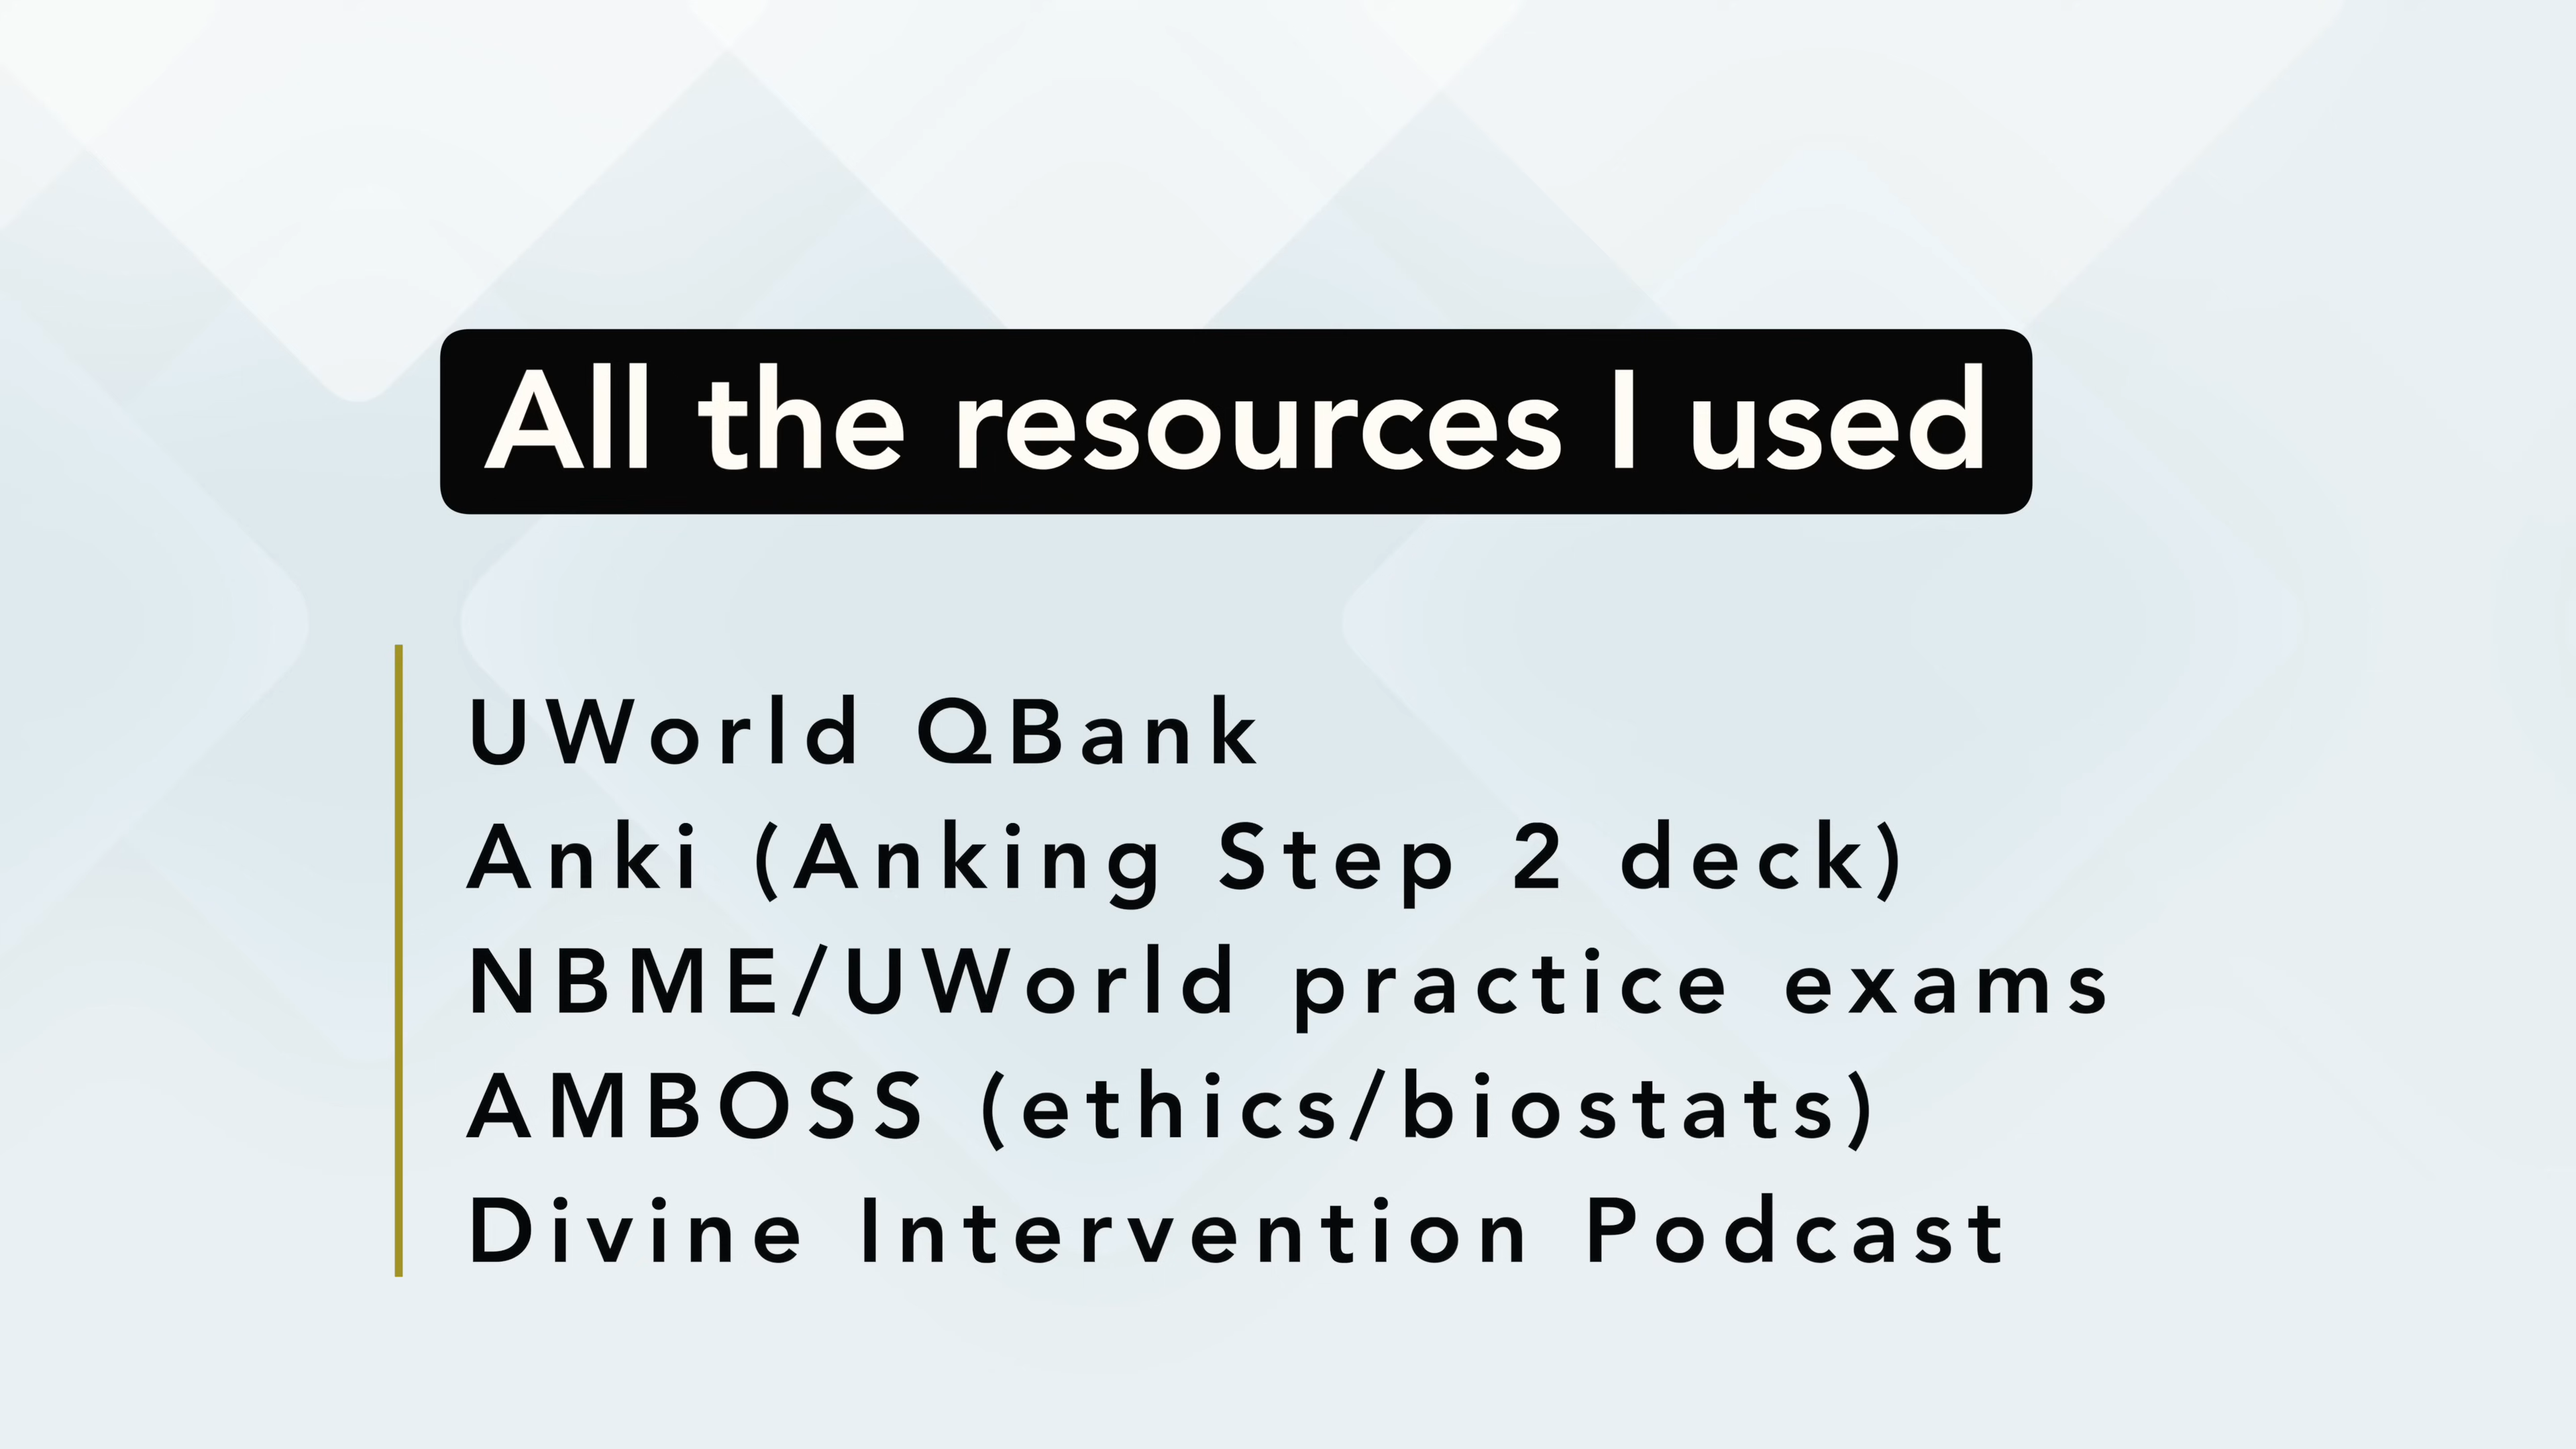 All the resources I used
UWorld QBank
Anki (Anking Step 2 deck)
NBME/UWorld practice exams
AMBOSS (ethics/biostats)
Divine Intervention Podcast